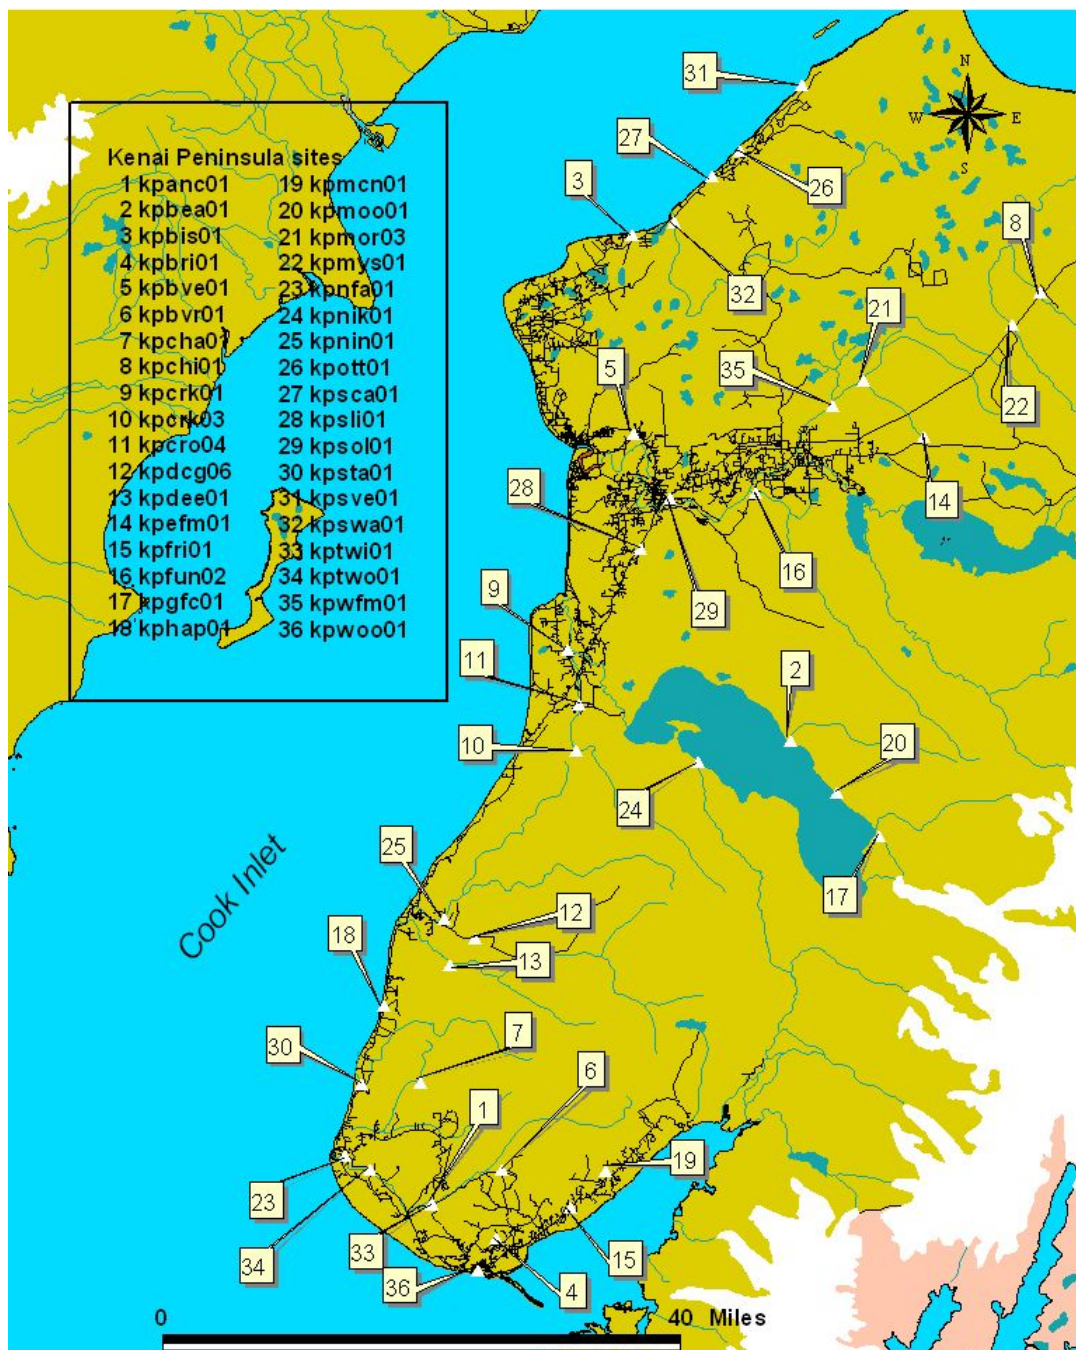 31
N
W E
S
27
26
3
8
32
21
Kenai Peninsula sites
1 kpanc01 19 kpmcn01
2 kpbea01 20 kpmoo01
3 kpbis01 21 kpmor03
4 kpbri01 22 kpmys01
5 kpbve01 23 kpnfa01
6 kpbvr01 24 kpnik01
7 kpcha01 25 kpnin01
8 kpchi01 26 kpott01
9 kpcrk01 27 kpsca01
10 kpcrk03 28 kpsli01
11 kpcro04 29 kpsol01
12 kpdcg06 30 kpsta01
13 kpdee01 31 kpsve01
14 kpefm01 32 kpswa01
15 kpfri01 33 kptwi01
16 kpfun02 34 kptwo01
17 kpgfc01 35 kpwfm01
18 kphap01 36 kpwoo01
5
35
22
28
14
16
9
29
11
2
10
20
24
25
17
Cook Inlet
12
18
13
30
7
6
1
19
23
34
33
15
36
4
0 40 Miles